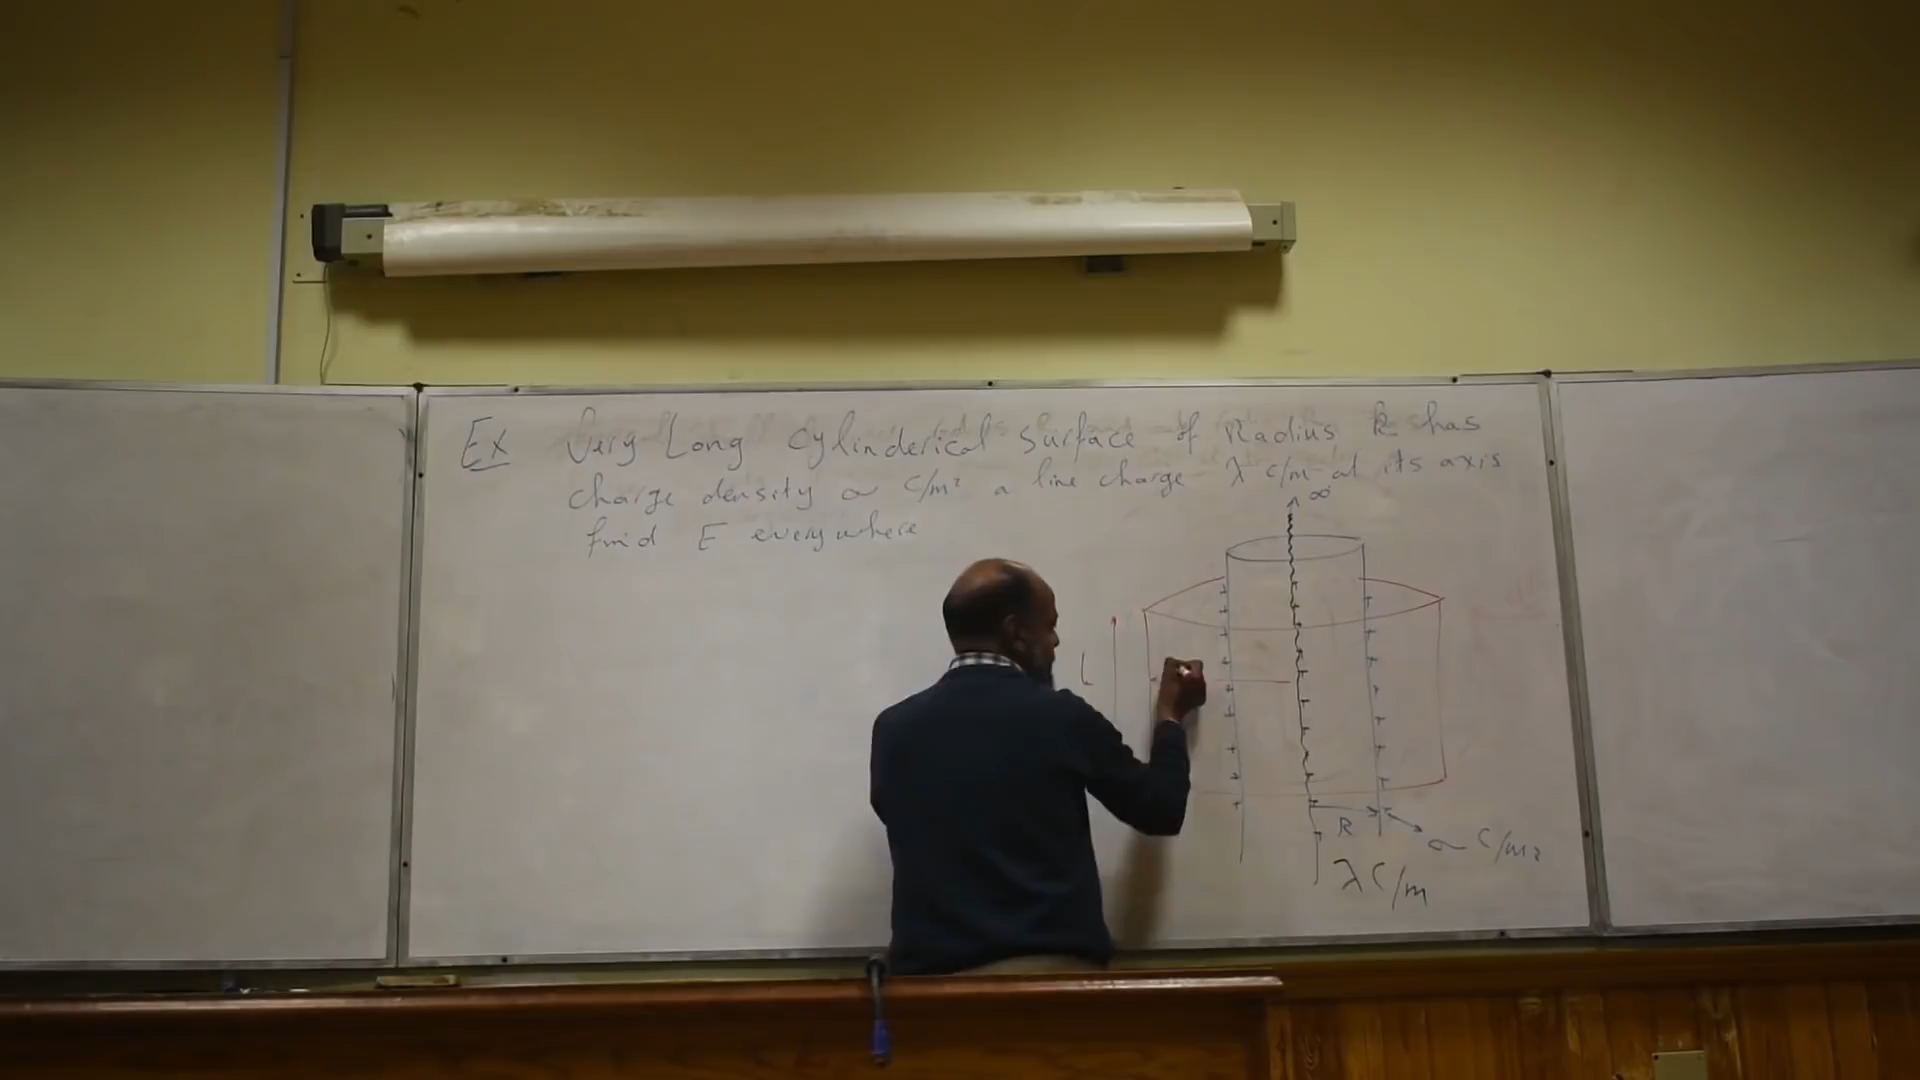 Ex Very Long Cylinderical Surface of Radius R has
charge density σ C/m² a line charge λ C/m at its axis
find E everywhere
∞
L
R
σ C/m²
λ C/m